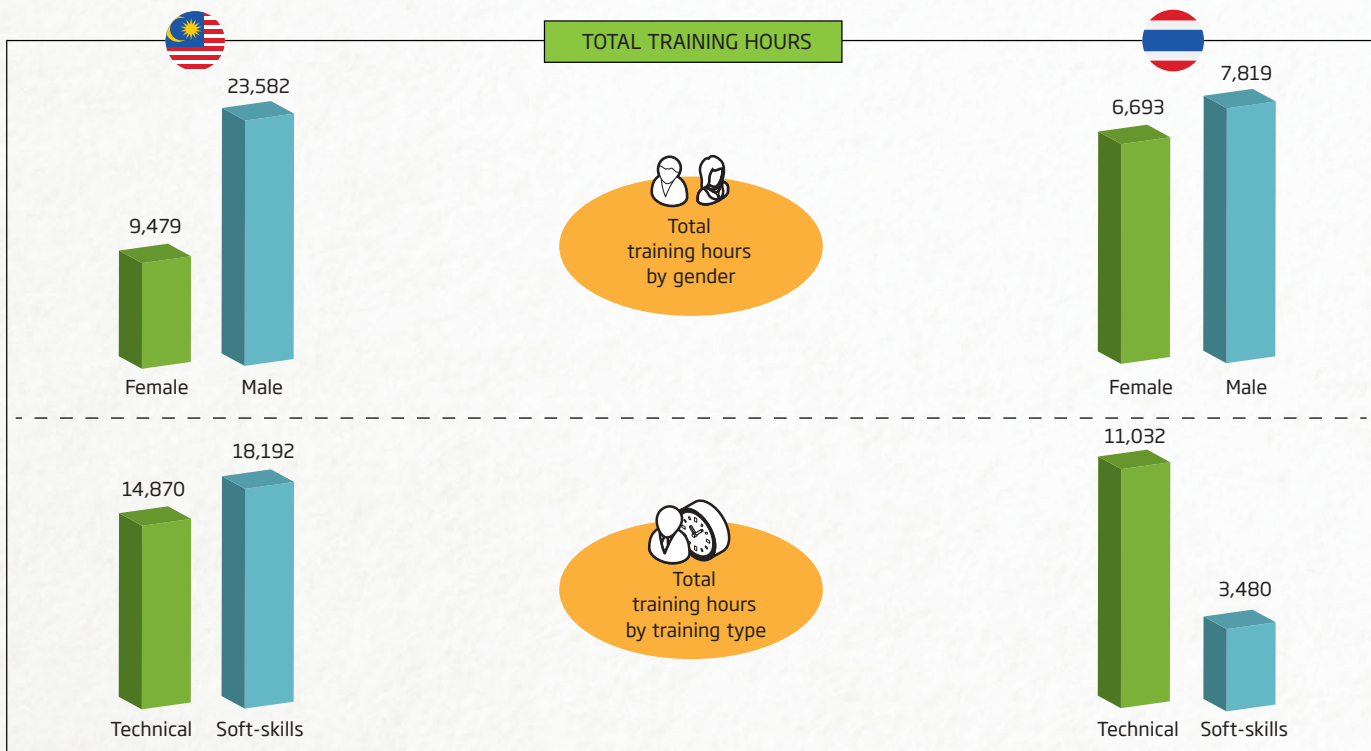 TOTAL TRAINING HOURS
23,582
9,479
Female Male
Total
training hours
by gender
7,819
6,693
Female Male
18,192
14,870
Technical Soft-skills
Total
training hours
by training type
11,032
3,480
Technical Soft-skills